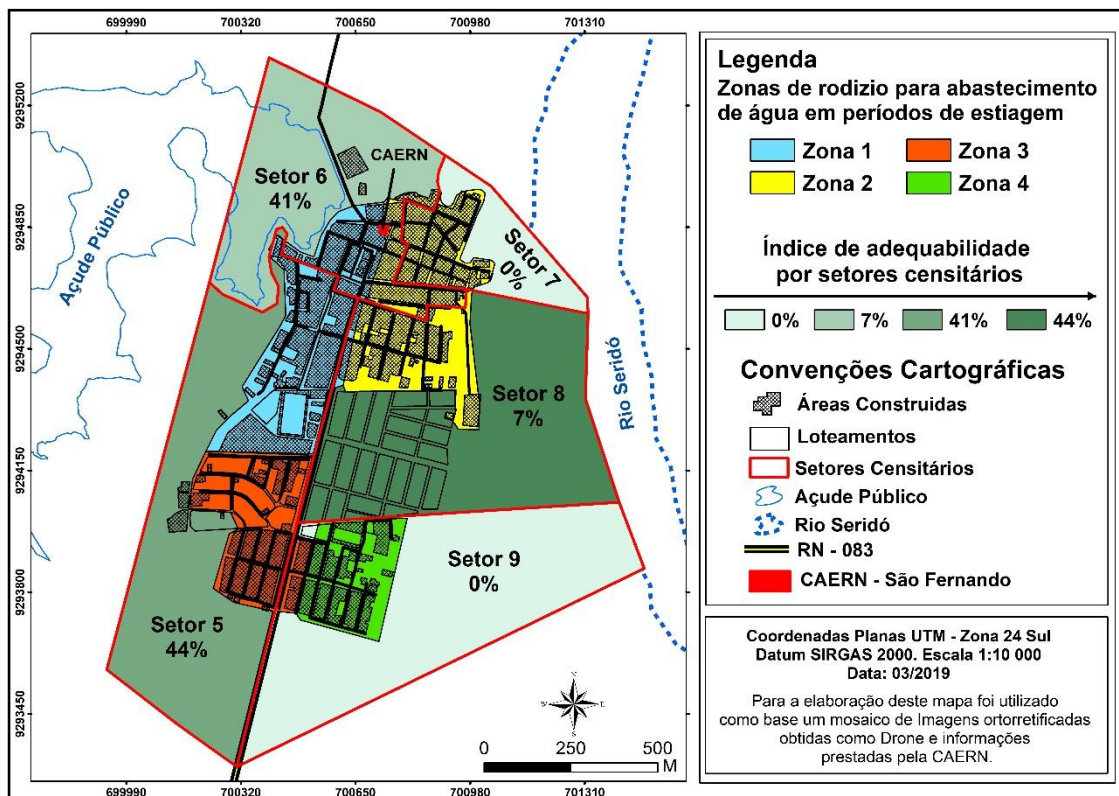 699990 700320 700650 700980 701310
9295200
9294850
9294500
9294150
9293800
9293450
Açude Público
Setor 6
41%
CAERN
Setor 7
0%
Setor 8
7%
Rio Seridó
Setor 9
0%
Setor 5
44%
N
E
S
0 250 500
M
699990 700320 700650 700980 701310
Legenda
Zonas de rodizio para abastecimento
de água em períodos de estiagem
Zona 1 Zona 3
Zona 2 Zona 4
Índice de adequabilidade
por setores censitários
0% 7% 41% 44%
Convenções Cartográficas
Áreas Construidas
Loteamentos
Setores Censitários
Açude Público
Rio Seridó
RN - 083
CAERN - São Fernando
Coordenadas Planas UTM - Zona 24 Sul
Datum SIRGAS 2000. Escala 1:10 000
Data: 03/2019
Para a elaboração deste mapa foi utilizado
como base um mosaico de Imagens ortorretificadas
obtidas como Drone e informações
prestadas pela CAERN.